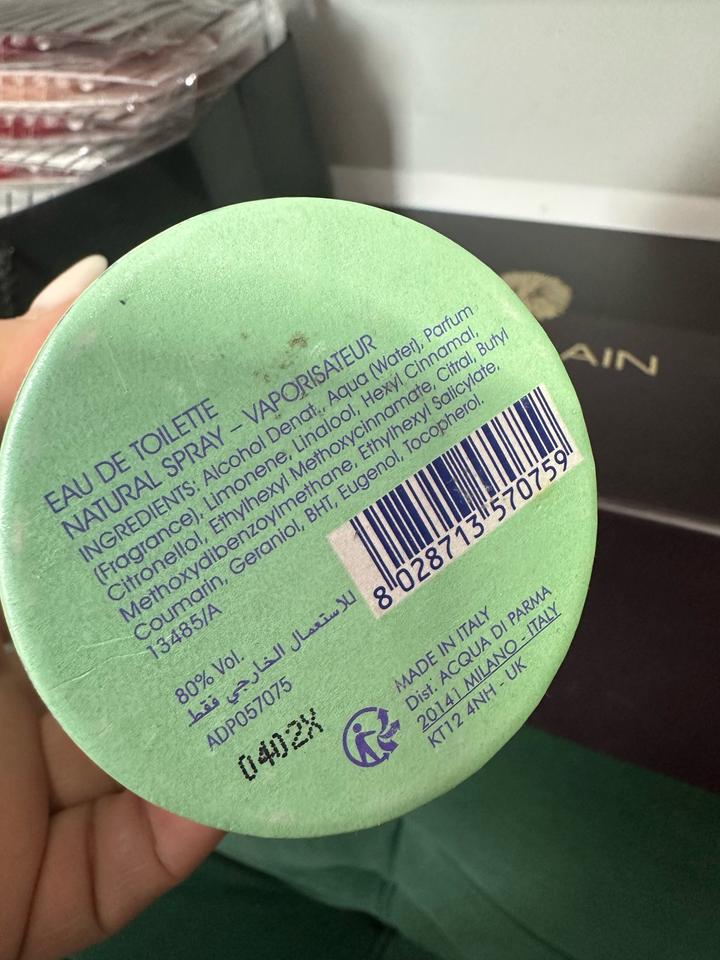 EAU DE TOILETTE
NATURAL SPRAY – VAPORISATEUR
INGREDIENTS: Alcohol Denat., Aqua (Water), Parfum
(Fragrance), Limonene, Linalool, Hexyl Cinnamal,
Citronellol, Ethylhexyl Methoxycinnamate, Citral, Butyl
Methoxydibenzoylmethane, Ethylhexyl Salicylate,
Coumarin, Geraniol, BHT, Eugenol, Tocopherol.
13485/A
8 028713 570759
80% Vol.
للاستعمال الخارجي فقط
ADP057075
0402X
MADE IN ITALY
Dist. ACQUA DI PARMA
20141 MILANO - ITALY
KT12 4NH - UK
AIN